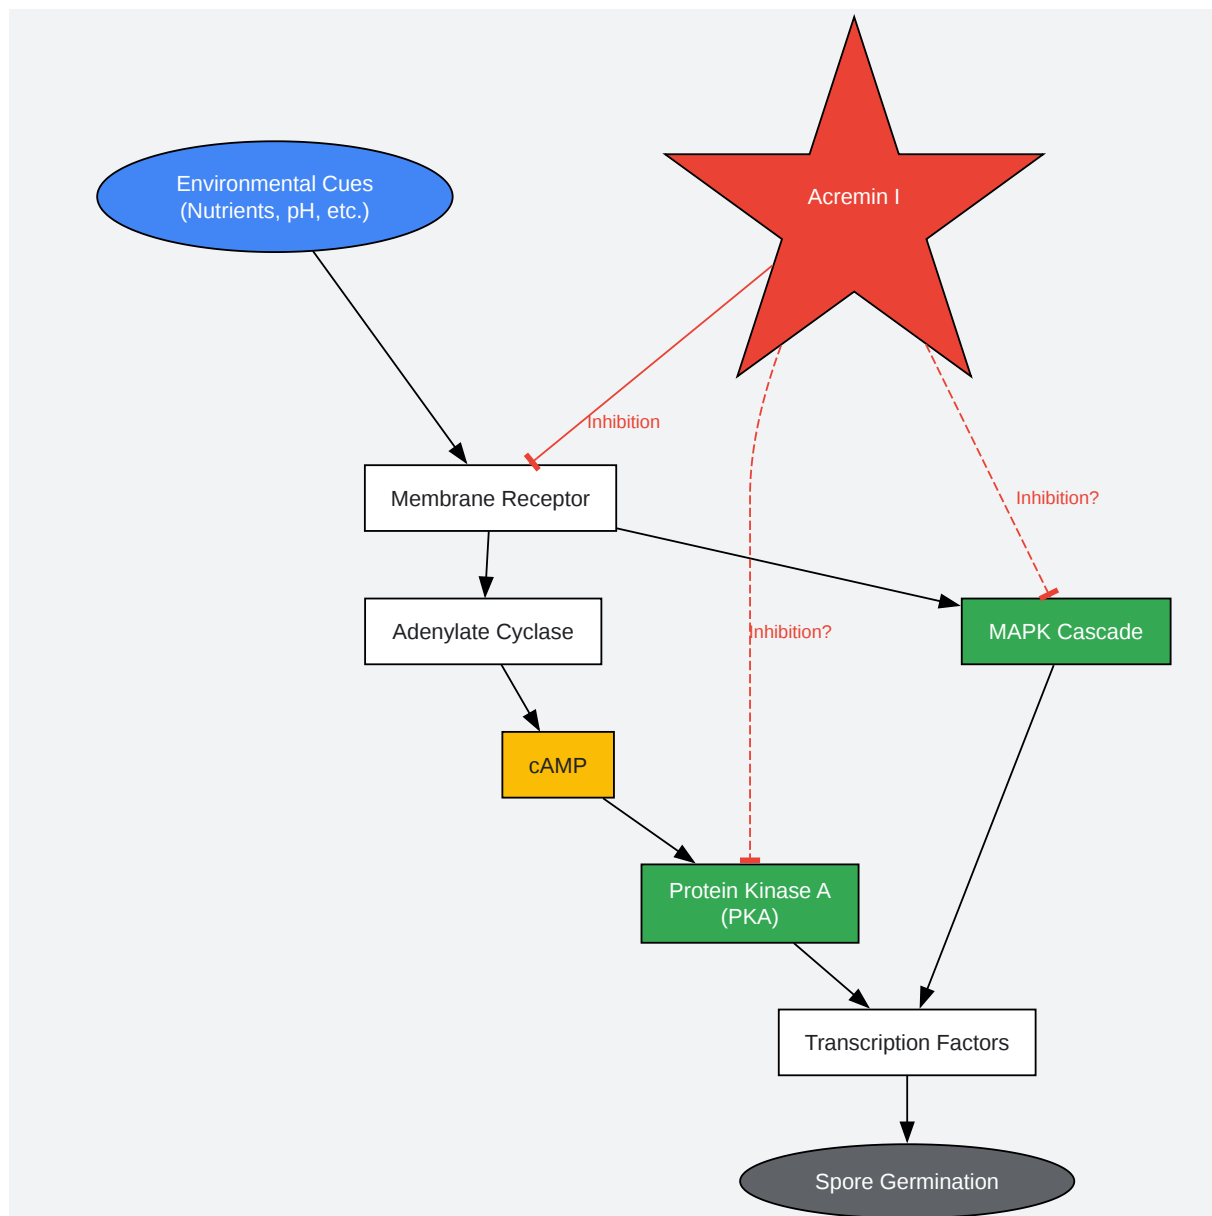 Environmental Cues
(Nutrients, pH, etc.)
Acremin I
Inhibition
Membrane Receptor
Inhibition?
Adenylate Cyclase
Inhibition?
MAPK Cascade
cAMP
Protein Kinase A
(PKA)
Transcription Factors
Spore Germination